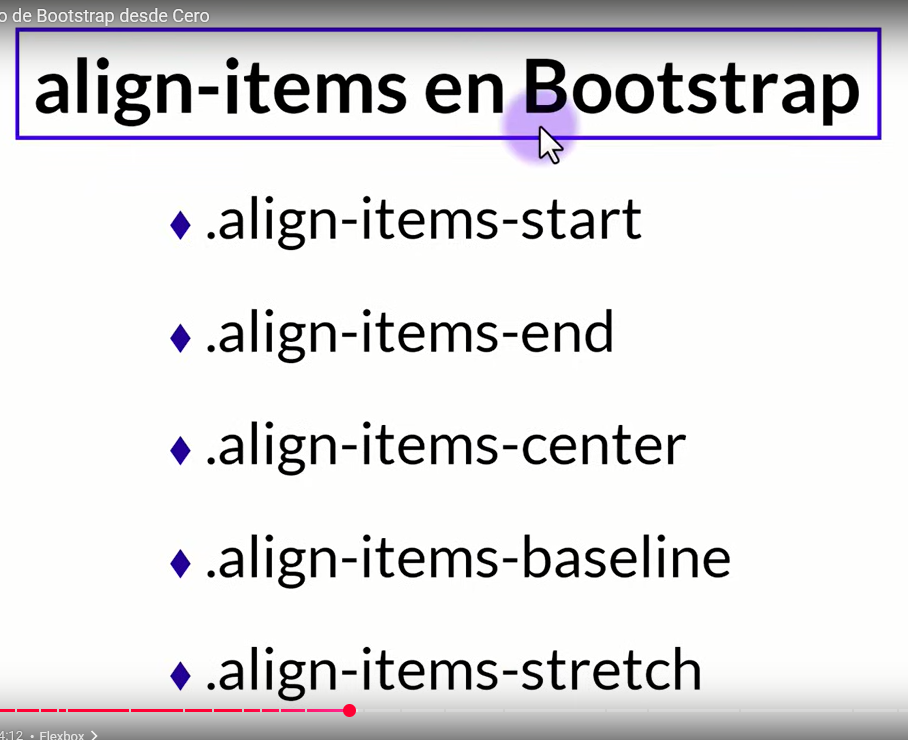 o de Bootstrap desde Cero
align-items en Bootstrap
.align-items-start
.align-items-end
.align-items-center
.align-items-baseline
.align-items-stretch
4:12 • Flexbox